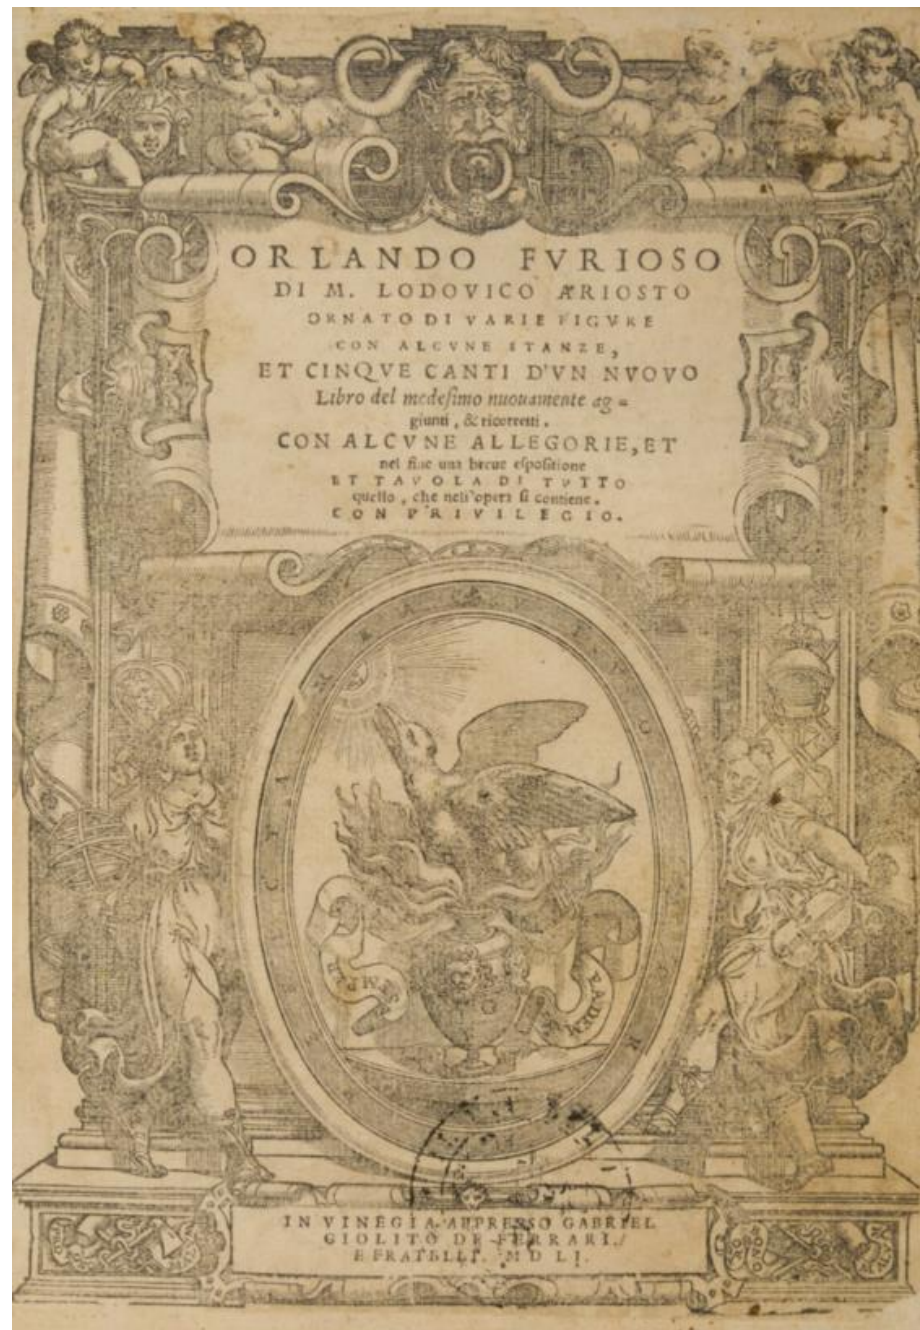 ORLANDO FVRIOSO
DI M. LODOVICO ARIOSTO
ORNATO DI VARIE FIGVRE
CON ALCVNE STANZE,
ET CINQVE CANTI D'VN NVOVO
Libro del medesimo nuouamente ag=
giunti, & ricorretti.
CON ALCVNE ALLEGORIE, ET
nel fine una breue espositione
ET TAVOLA DI TVTTO
quello, che nell'opera si contiene.
CON PRIVILEGIO.
SEMPER
EADEM
IN VINEGIA APPRESSO GABRIEL
GIOLITO DE FERRARI.
E FRATELLI. MD LI.